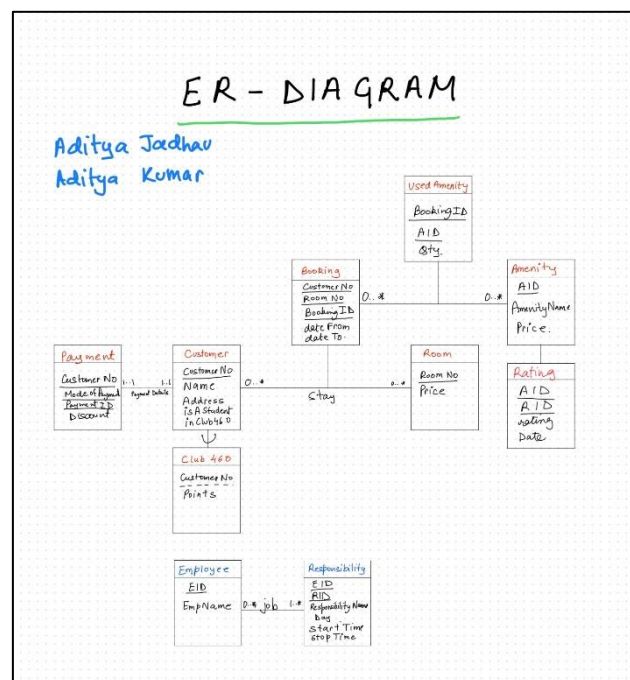 ER - DIAGRAM
Aditya Jadhav
Aditya Kumar
Used Amenity
BookingID
AID
Qty.
Booking
Customer No
Room No
BookingID
date From
date To.
0..*
0..*
Amenity
AID
AmenityName
Price.
Payment
Customer No
Mode of Payment
Payment ID
Discount
1..1
1..1
Payment Details
Customer
Customer No
Name
Address
is A Student
in Club460
0..*
Stay
0..*
Room
Room No
Price
Rating
AID
RID
rating
Date
Club 460
Customer No
Points
Employee
EID
EmpName
0..* job 1..*
Responsibility
EID
RID
Responsibility Name
Day
Start Time
Stop Time